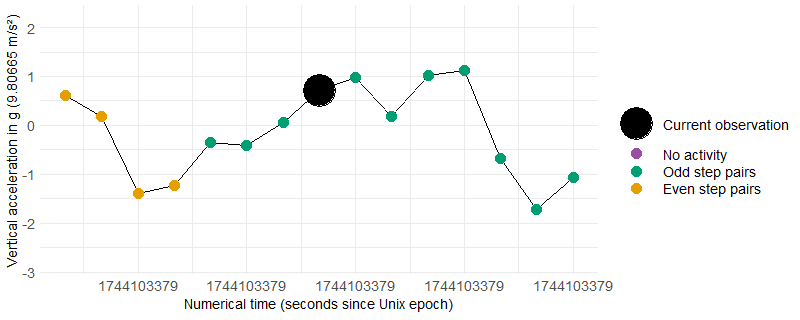 Vertical acceleration in g (9.80665 m/s²)
2
1
0
-1
-2
-3
1744103379 1744103379 1744103379 1744103379 1744103379
Numerical time (seconds since Unix epoch)
Current observation
No activity
Odd step pairs
Even step pairs